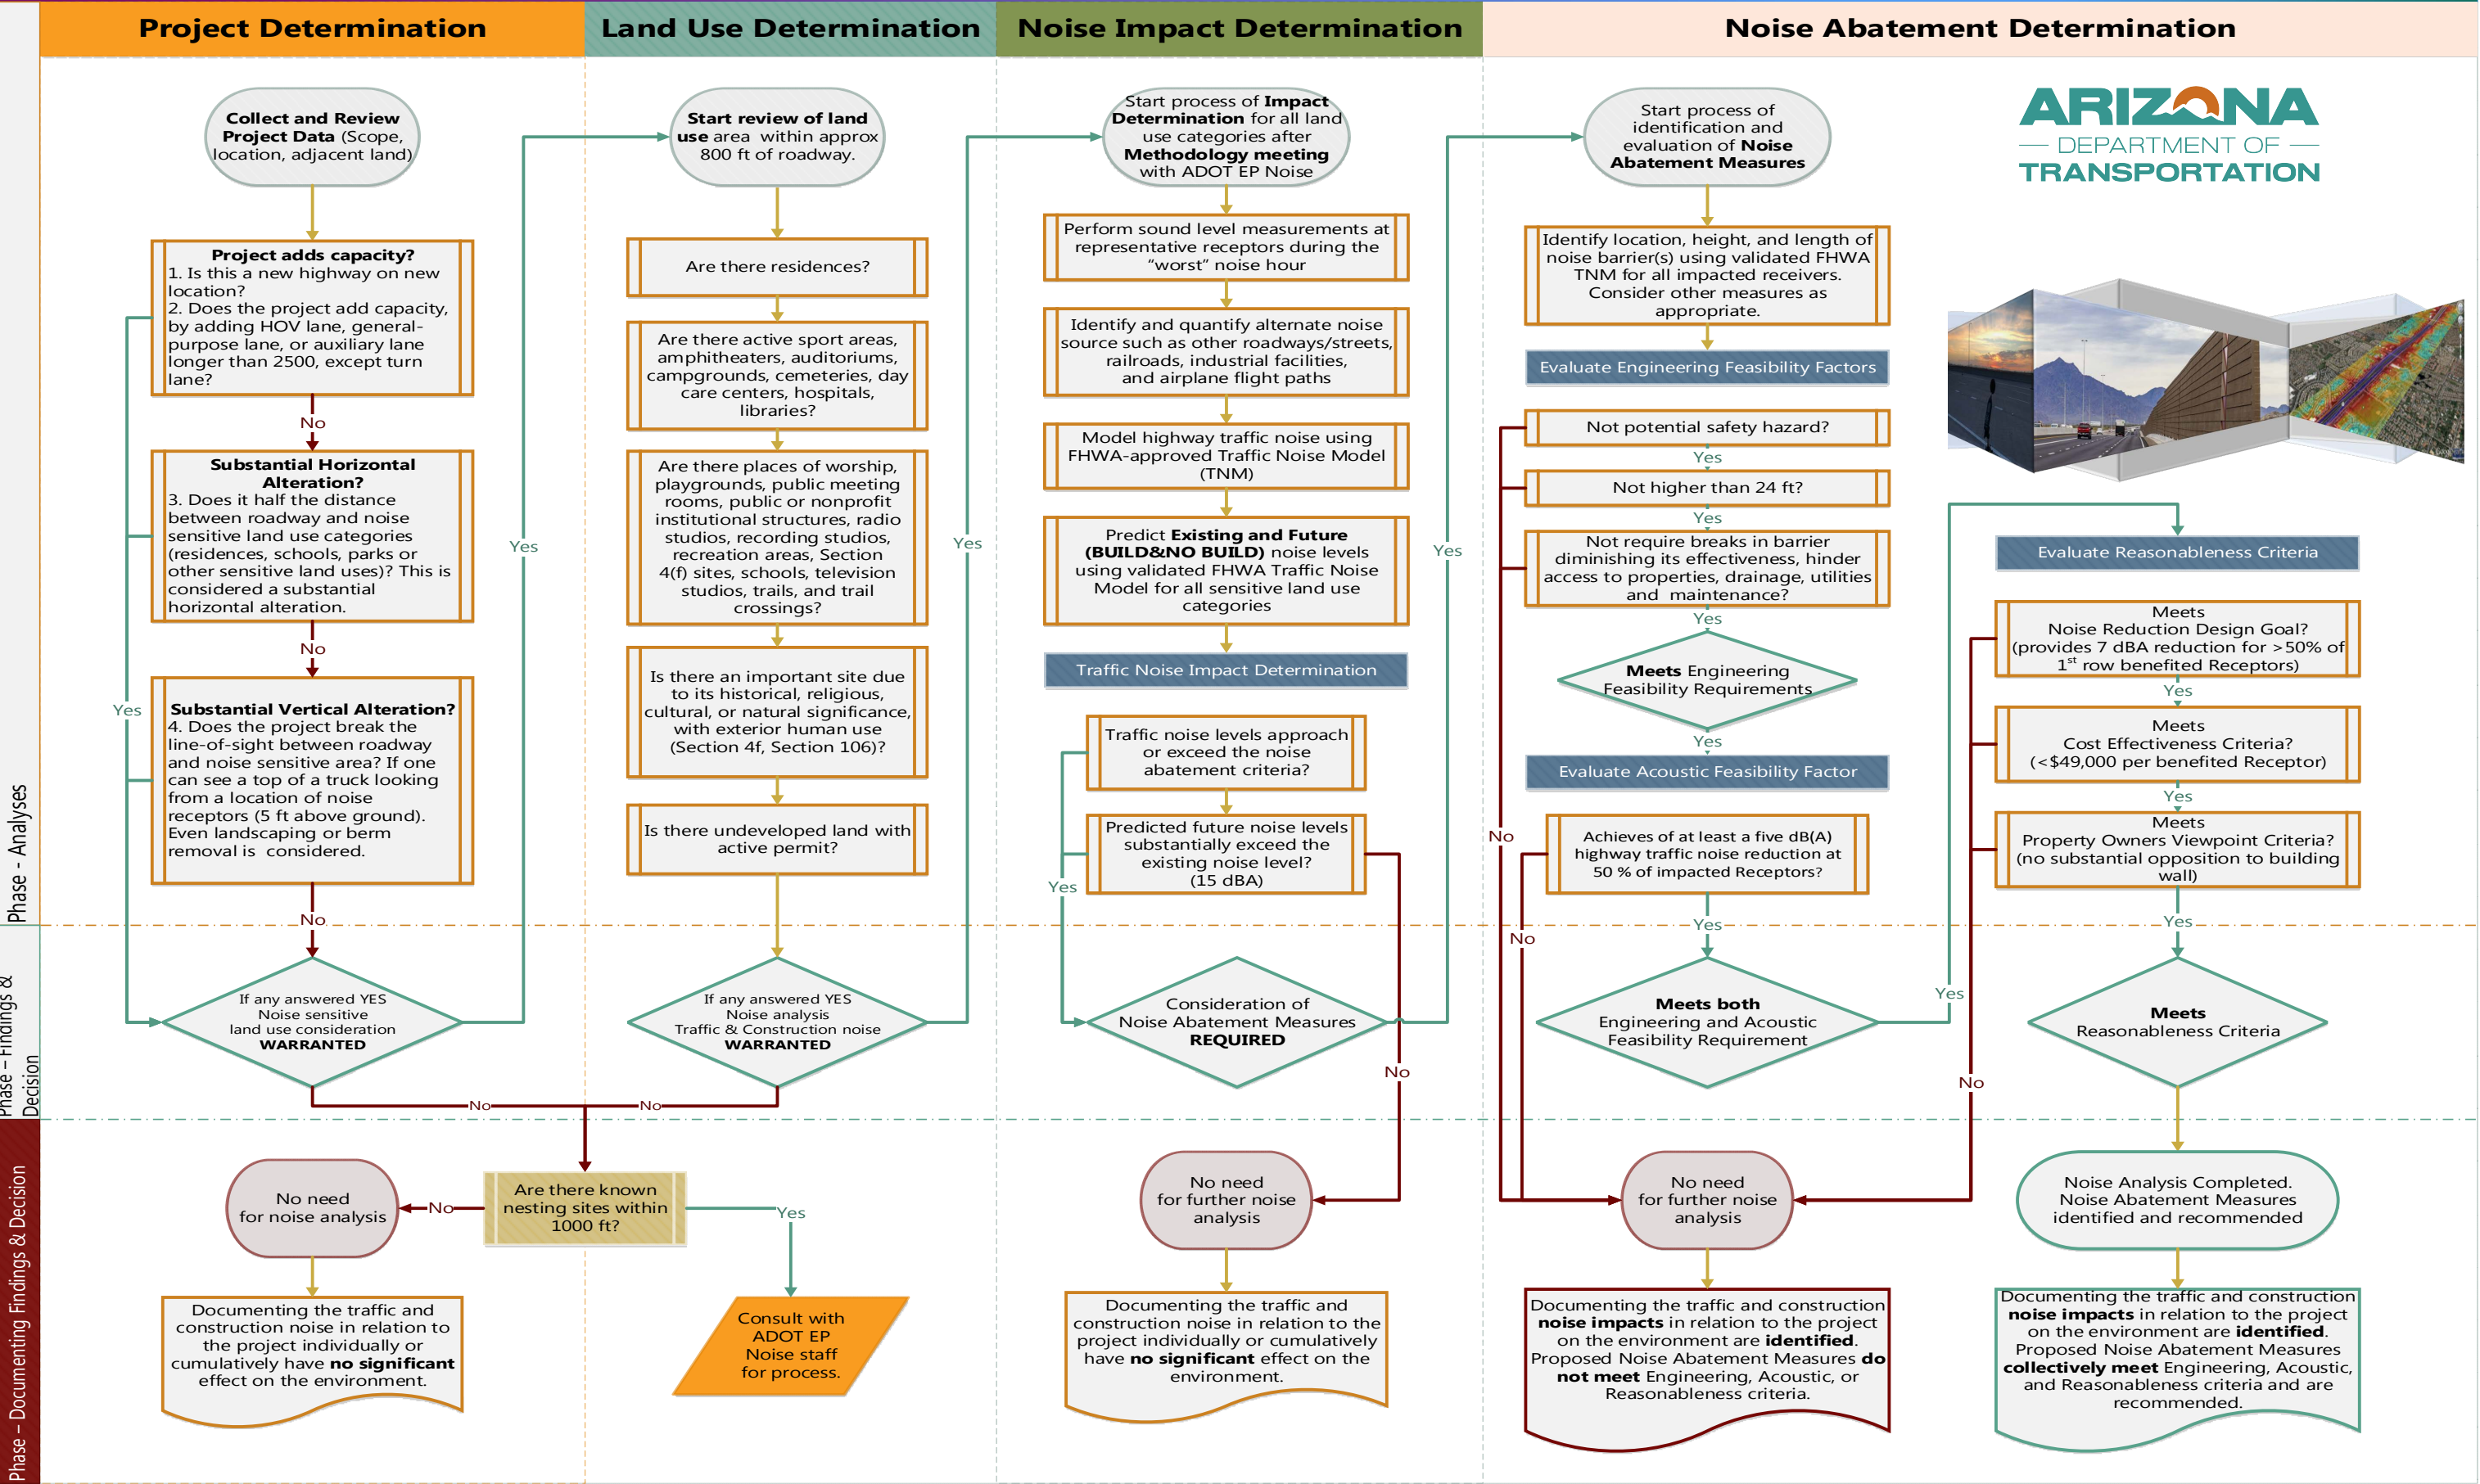 Project Determination
Land Use Determination
Noise Impact Determination
Noise Abatement Determination
Phase - Analyses
Phase – Findings &
Decision
Phase – Documenting Findings & Decision
Collect and Review
Project Data (Scope,
location, adjacent land)
Project adds capacity?
1. Is this a new highway on new
location?
2. Does the project add capacity,
by adding HOV lane, general-
purpose lane, or auxiliary lane
longer than 2500, except turn
lane?
No
Substantial Horizontal
Alteration?
3. Does it half the distance
between roadway and noise
sensitive land use categories
(residences, schools, parks or
other sensitive land uses)? This is
considered a substantial
horizontal alteration.
No
Substantial Vertical Alteration?
4. Does the project break the
line-of-sight between roadway
and noise sensitive area? If one
can see a top of a truck looking
from a location of noise
receptors (5 ft above ground).
Even landscaping or berm
removal is considered.
Yes
No
If any answered YES
Noise sensitive
land use consideration
WARRANTED
Yes
No
No
Are there known
nesting sites within
1000 ft?
No
No need
for noise analysis
Documenting the traffic and
construction noise in relation to
the project individually or
cumulatively have no significant
effect on the environment.
Yes
Consult with
ADOT EP
Noise staff
for process.
Start review of land
use area within approx
800 ft of roadway.
Are there residences?
Are there active sport areas,
amphitheaters, auditoriums,
campgrounds, cemeteries, day
care centers, hospitals,
libraries?
Are there places of worship,
playgrounds, public meeting
rooms, public or nonprofit
institutional structures, radio
studios, recording studios,
recreation areas, Section
4(f) sites, schools, television
studios, trails, and trail
crossings?
Is there an important site due
to its historical, religious,
cultural, or natural significance,
with exterior human use
(Section 4f, Section 106)?
Is there undeveloped land with
active permit?
If any answered YES
Noise analysis
Traffic & Construction noise
WARRANTED
Yes
Start process of Impact
Determination for all land
use categories after
Methodology meeting
with ADOT EP Noise
Perform sound level measurements at
representative receptors during the
“worst” noise hour
Identify and quantify alternate noise
source such as other roadways/streets,
railroads, industrial facilities,
and airplane flight paths
Model highway traffic noise using
FHWA-approved Traffic Noise Model
(TNM)
Predict Existing and Future
(BUILD&NO BUILD) noise levels
using validated FHWA Traffic Noise
Model for all sensitive land use
categories
Traffic Noise Impact Determination
Traffic noise levels approach
or exceed the noise
abatement criteria?
Predicted future noise levels
substantially exceed the
existing noise level?
(15 dBA)
Yes
Consideration of
Noise Abatement Measures
REQUIRED
No
No need
for further noise
analysis
Documenting the traffic and
construction noise in relation to the
project individually or cumulatively
have no significant effect on the
environment.
Yes
Start process of
identification and
evaluation of Noise
Abatement Measures
Identify location, height, and length of
noise barrier(s) using validated FHWA
TNM for all impacted receivers.
Consider other measures as
appropriate.
Evaluate Engineering Feasibility Factors
Not potential safety hazard?
Yes
Not higher than 24 ft?
Yes
Not require breaks in barrier
diminishing its effectiveness, hinder
access to properties, drainage, utilities
and maintenance?
Yes
Meets Engineering
Feasibility Requirements
Yes
Evaluate Acoustic Feasibility Factor
No
Achieves of at least a five dB(A)
highway traffic noise reduction at
50 % of impacted Receptors?
Yes
No
Meets both
Engineering and Acoustic
Feasibility Requirement
Yes
No need
for further noise
analysis
Documenting the traffic and construction
noise impacts in relation to the project
on the environment are identified.
Proposed Noise Abatement Measures do
not meet Engineering, Acoustic, or
Reasonableness criteria.
ARIZONA
DEPARTMENT OF
TRANSPORTATION
Evaluate Reasonableness Criteria
Meets
Noise Reduction Design Goal?
(provides 7 dBA reduction for >50% of
1st row benefited Receptors)
Yes
Meets
Cost Effectiveness Criteria?
(<$49,000 per benefited Receptor)
Yes
Meets
Property Owners Viewpoint Criteria?
(no substantial opposition to building
wall)
Yes
No
Meets
Reasonableness Criteria
Noise Analysis Completed.
Noise Abatement Measures
identified and recommended
Documenting the traffic and construction
noise impacts in relation to the project
on the environment are identified.
Proposed Noise Abatement Measures
collectively meet Engineering, Acoustic,
and Reasonableness criteria and are
recommended.